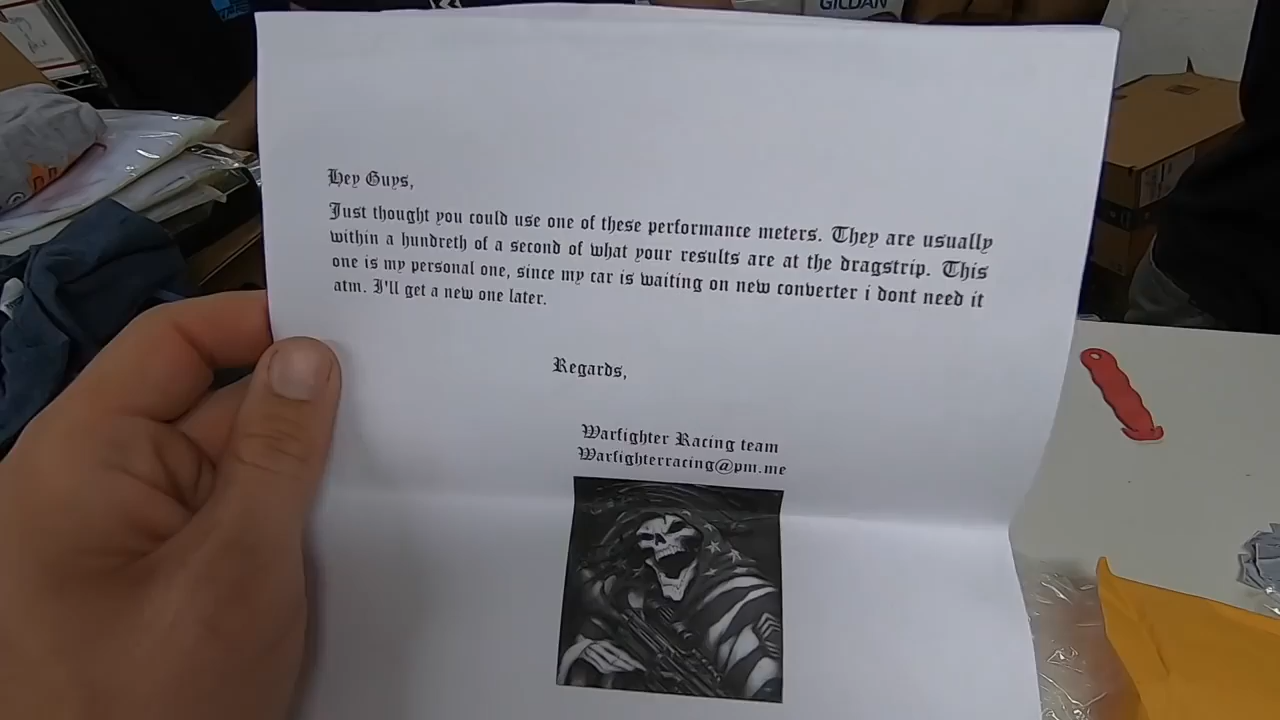 GILDAN
Hey Guys,
Just thought you could use one of these performance meters. They are usually
within a hundreth of a second of what your results are at the dragstrip. This
one is my personal one, since my car is waiting on new converter i dont need it
atm. I'll get a new one later.
Regards,
Warfighter Racing team
Warfighterracing@pm.me